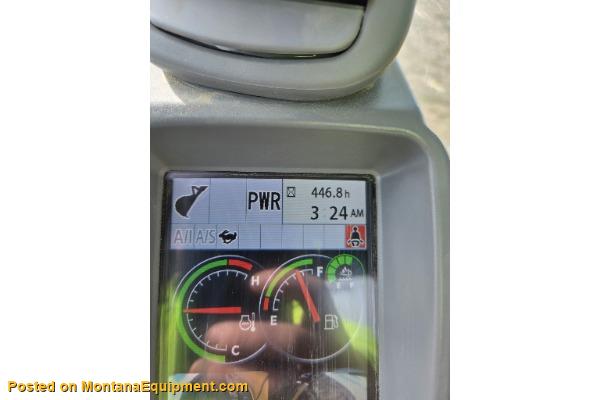 PWR
446.8h
3 24 AM
A/I A/S
H
C
F
E
E F
Posted on MontanaEquipment.com